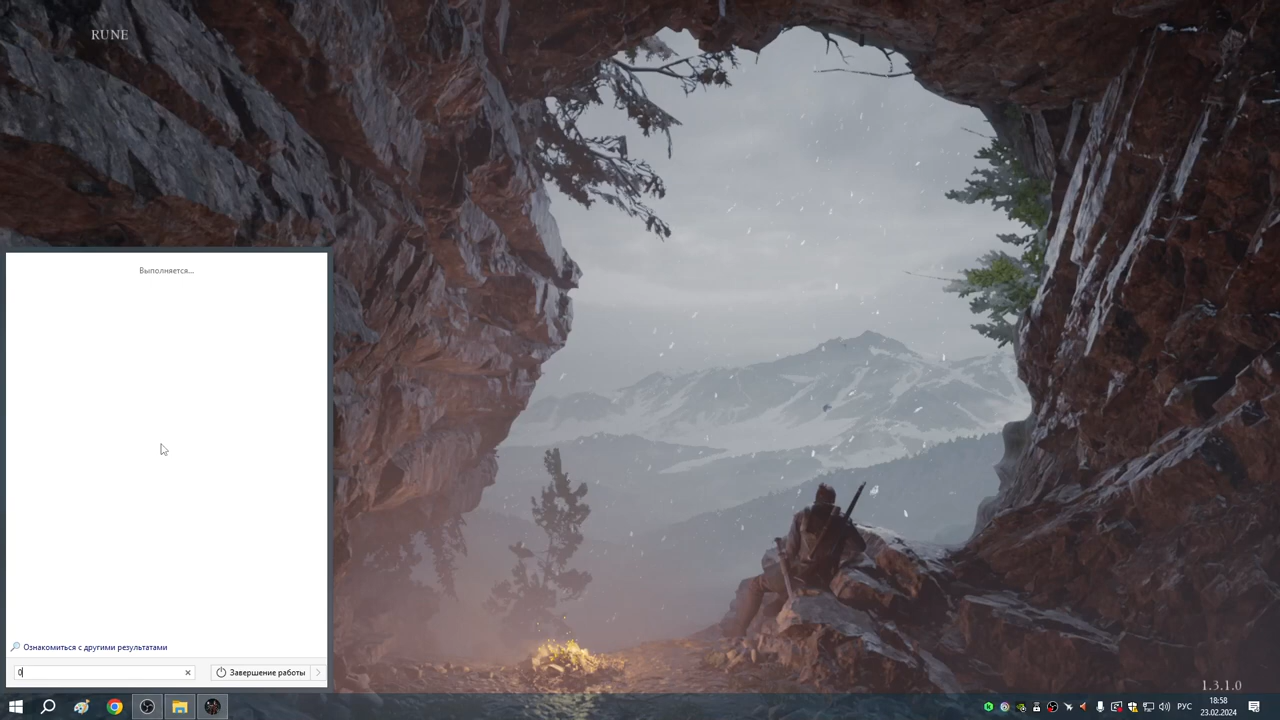 RUNE
Выполняется...
Ознакомиться с другими результатами
0
Завершение работы
1.3.1.0
РУС
18:58
23.02.2024